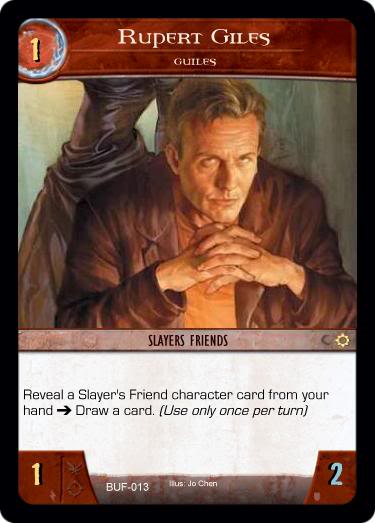 1
Rupert Giles
GUILES
SLAYERS FRIENDS
Reveal a Slayer's Friend character card from your
hand ➔ Draw a card. (Use only once per turn)
1
BUF-013
Illus: Jo Chen
2